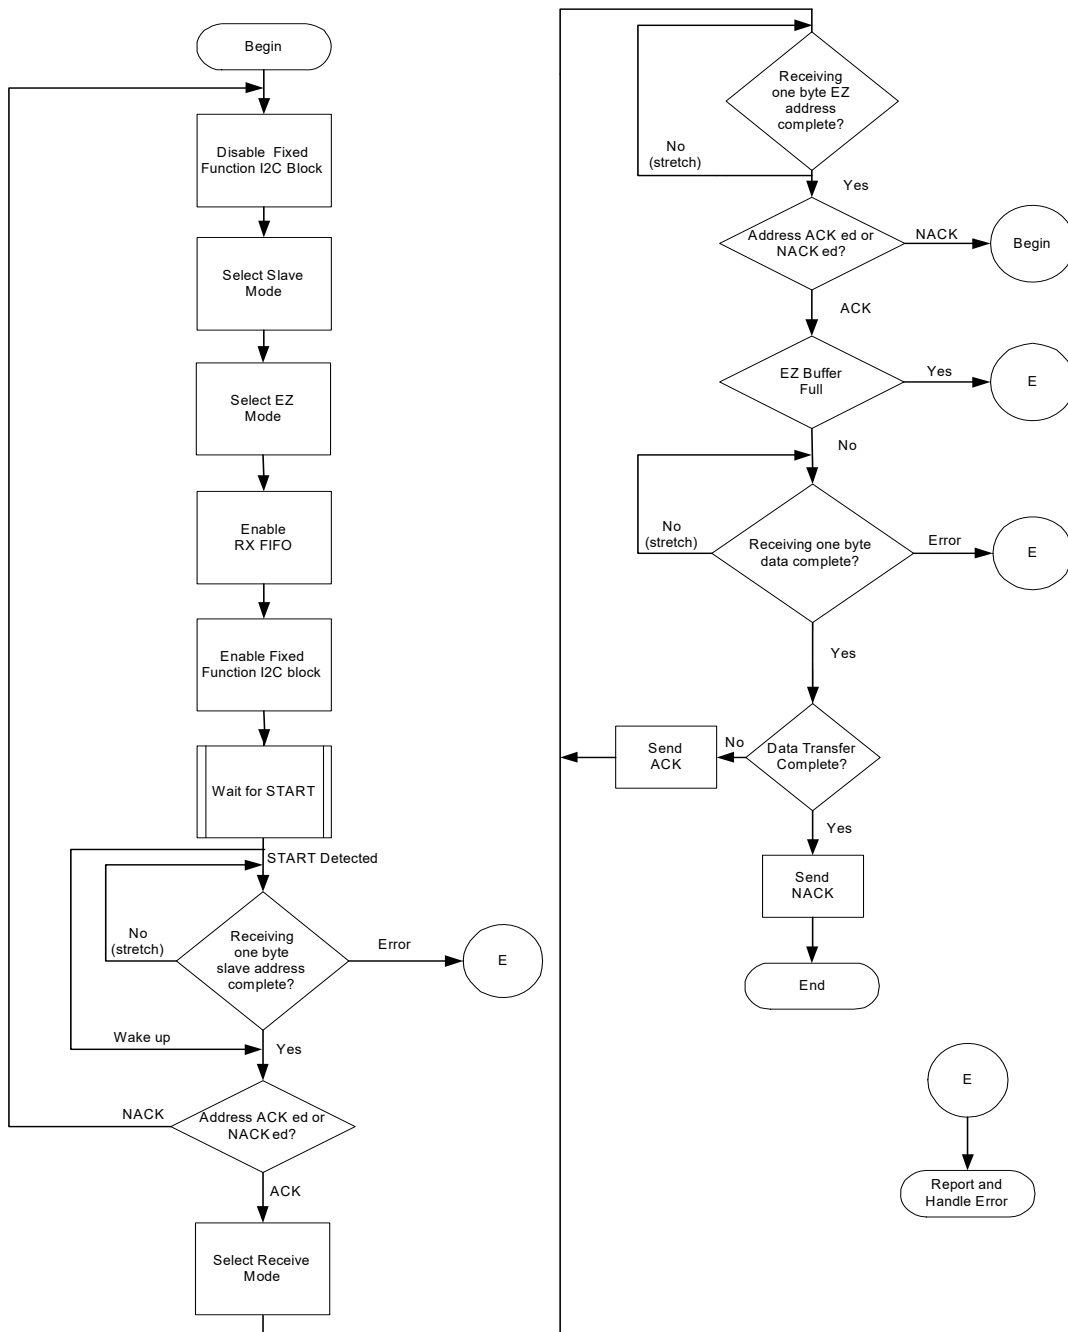 Begin
Disable Fixed
Function I2C Block
Select Slave
Mode
Select EZ
Mode
Enable
RX FIFO
Enable Fixed
Function I2C block
Wait for START
START Detected
No
(stretch)
Receiving
one byte
slave address
complete?
Error
E
Wake up
Yes
NACK
Address ACK ed or
NACK ed?
ACK
Select Receive
Mode
Receiving
one byte EZ
address
complete?
No
(stretch)
Yes
Address ACK ed or
NACK ed?
NACK
Begin
ACK
EZ Buffer
Full
Yes
E
No
No
(stretch)
Receiving one byte
data complete?
Error
E
Yes
Send
ACK
No
Data Transfer
Complete?
Yes
Send
NACK
End
E
Report and
Handle Error